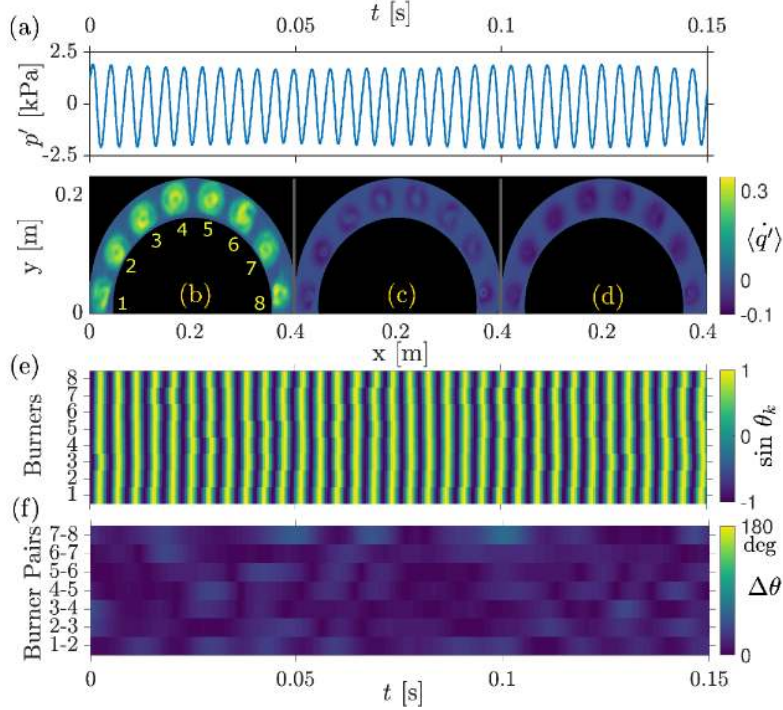 (a)
t [s]
0 0.05 0.1 0.15
2.5
0
-2.5
p′ [kPa]
0.2
0
y [m]
1 2 3 4 5 6 7 8
(b) (c) (d)
0 0.2 0.4 0.2 0.4 0.2 0.4
x [m]
0.3
0
-0.1
⟨q̇′⟩
(e)
8
7
6
5
4
3
2
1
Burners
1
0
-1
sin θk
(f)
7-8
6-7
5-6
4-5
3-4
2-3
1-2
Burner Pairs
180
deg
0
Δθ
0 0.05 0.1 0.15
t [s]